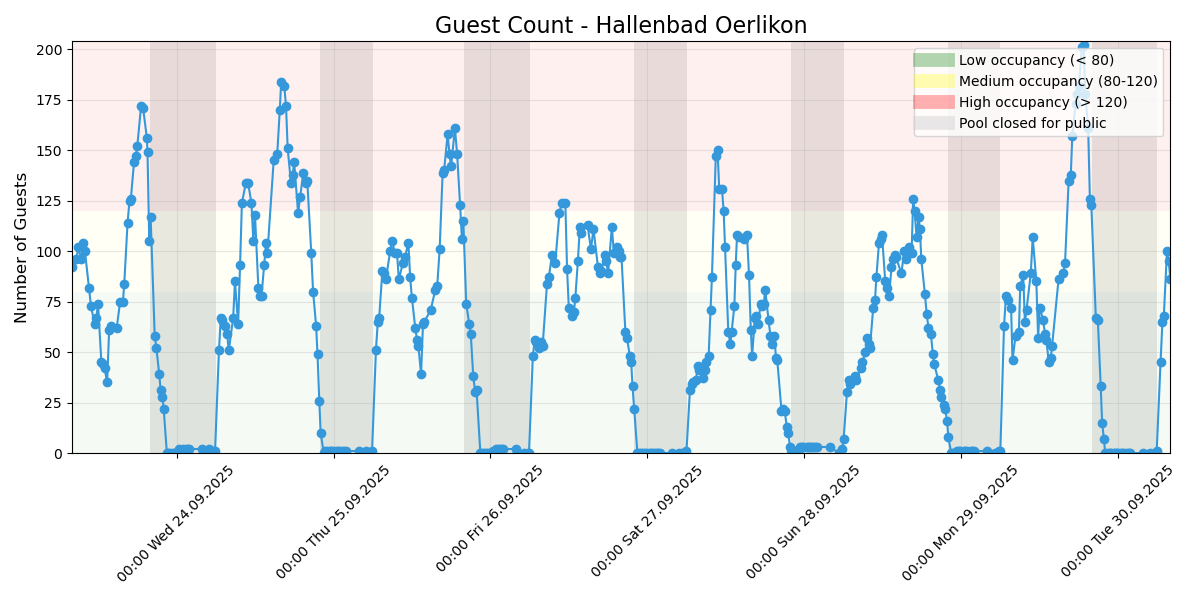 Guest Count - Hallenbad Oerlikon
Number of Guests
200
175
150
125
100
75
50
25
0
Low occupancy (< 80)
Medium occupancy (80-120)
High occupancy (> 120)
Pool closed for public
00:00 Wed 24.09.2025
00:00 Thu 25.09.2025
00:00 Fri 26.09.2025
00:00 Sat 27.09.2025
00:00 Sun 28.09.2025
00:00 Mon 29.09.2025
00:00 Tue 30.09.2025